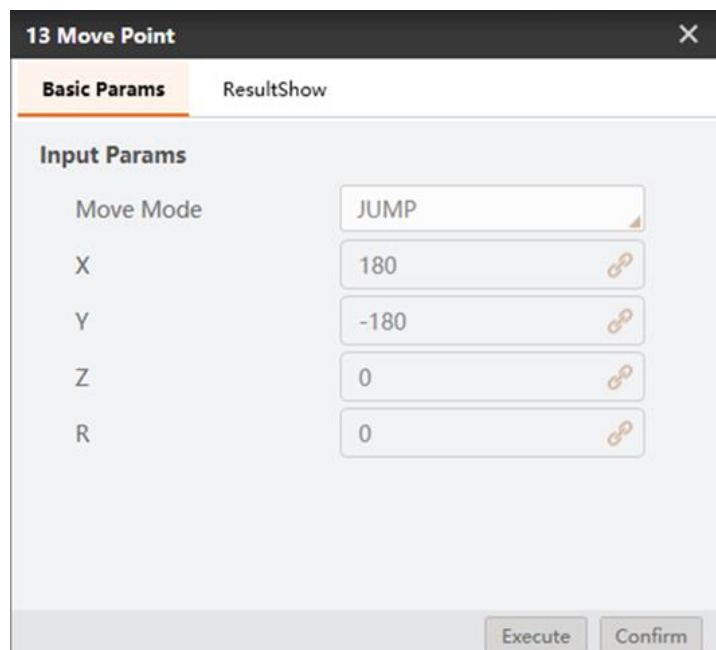 13 Move Point
Basic Params ResultShow
Input Params
Move Mode JUMP
X 180
Y -180
Z 0
R 0
Execute Confirm